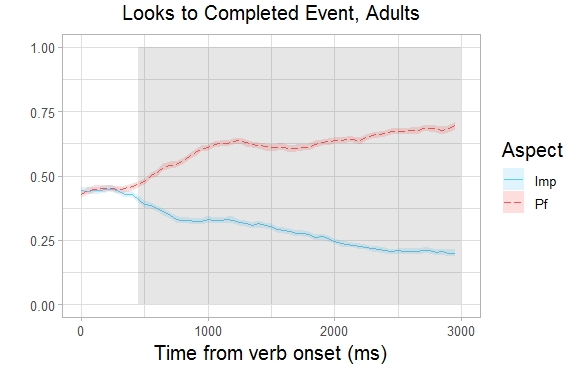 Looks to Completed Event, Adults
1.00
0.75
0.50
0.25
0.00
0 1000 2000 3000
Time from verb onset (ms)
Aspect
Imp
Pf